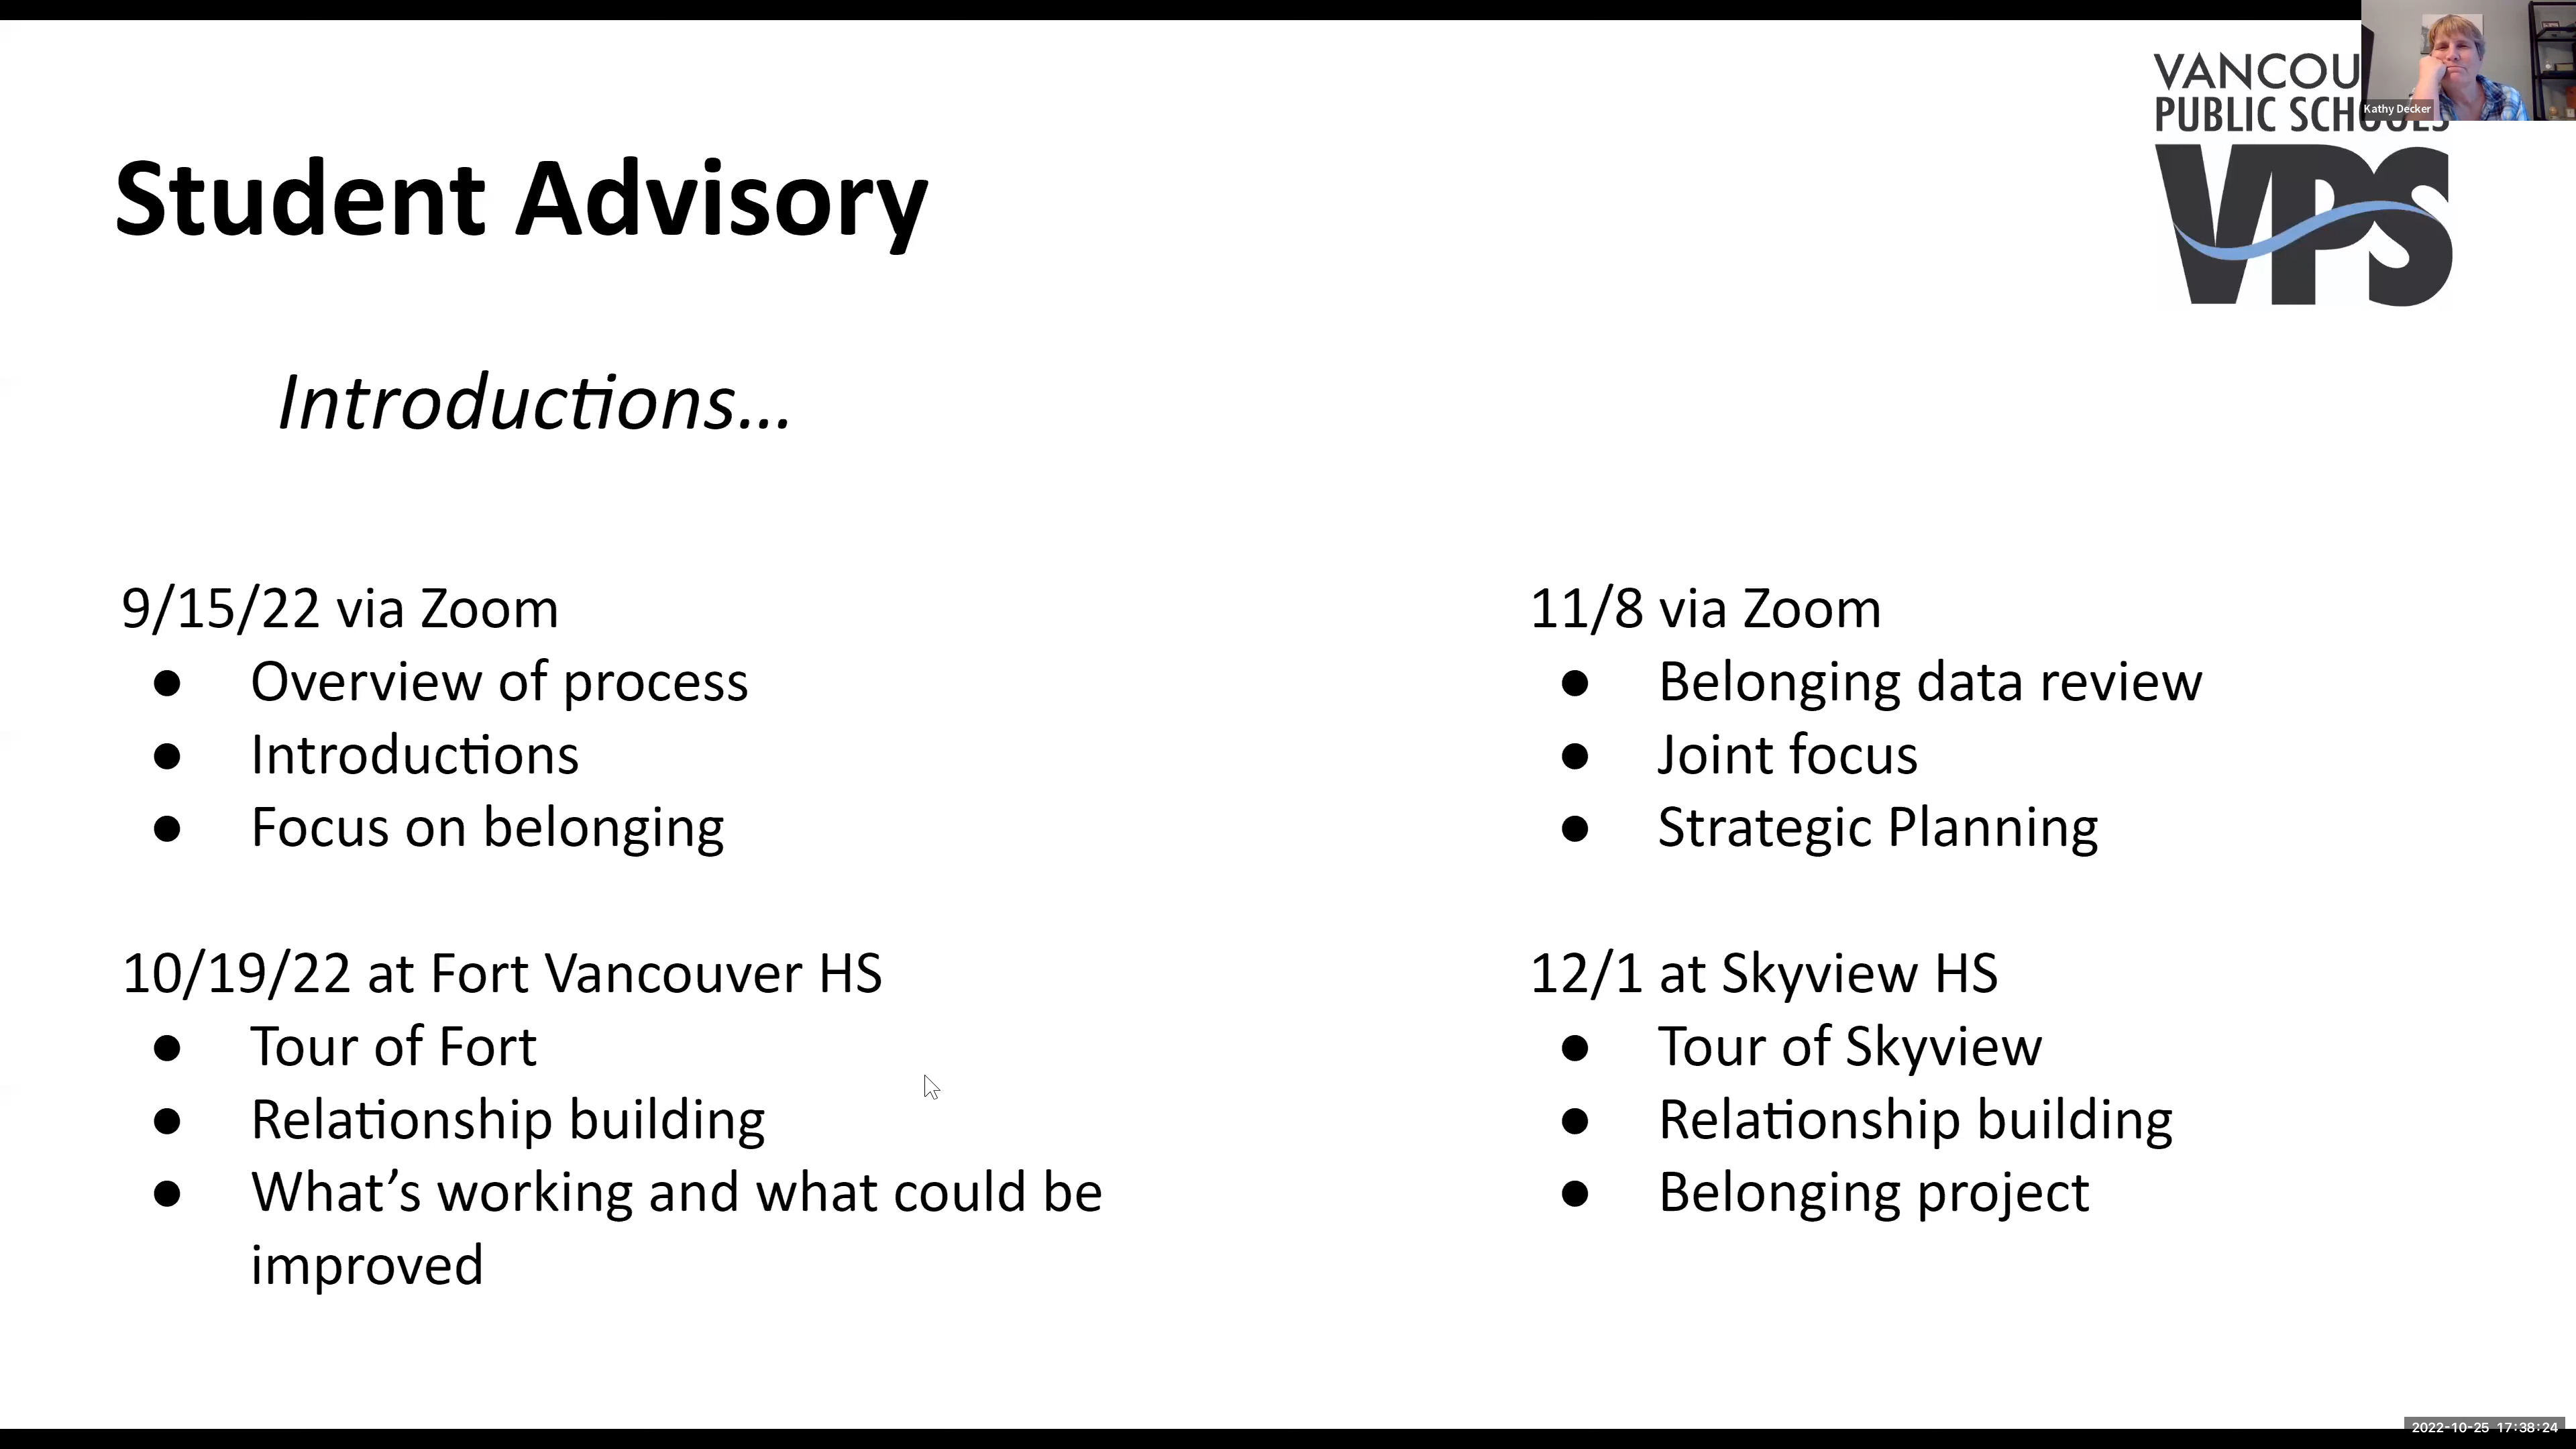 VANCOU
PUBLIC SCHOOLS
Kathy Decker
VPS
Student Advisory
Introductions...
9/15/22 via Zoom
● Overview of process
● Introductions
● Focus on belonging
10/19/22 at Fort Vancouver HS
● Tour of Fort
● Relationship building
● What’s working and what could be
improved
11/8 via Zoom
● Belonging data review
● Joint focus
● Strategic Planning
12/1 at Skyview HS
● Tour of Skyview
● Relationship building
● Belonging project
2022-10-25 17:38:24